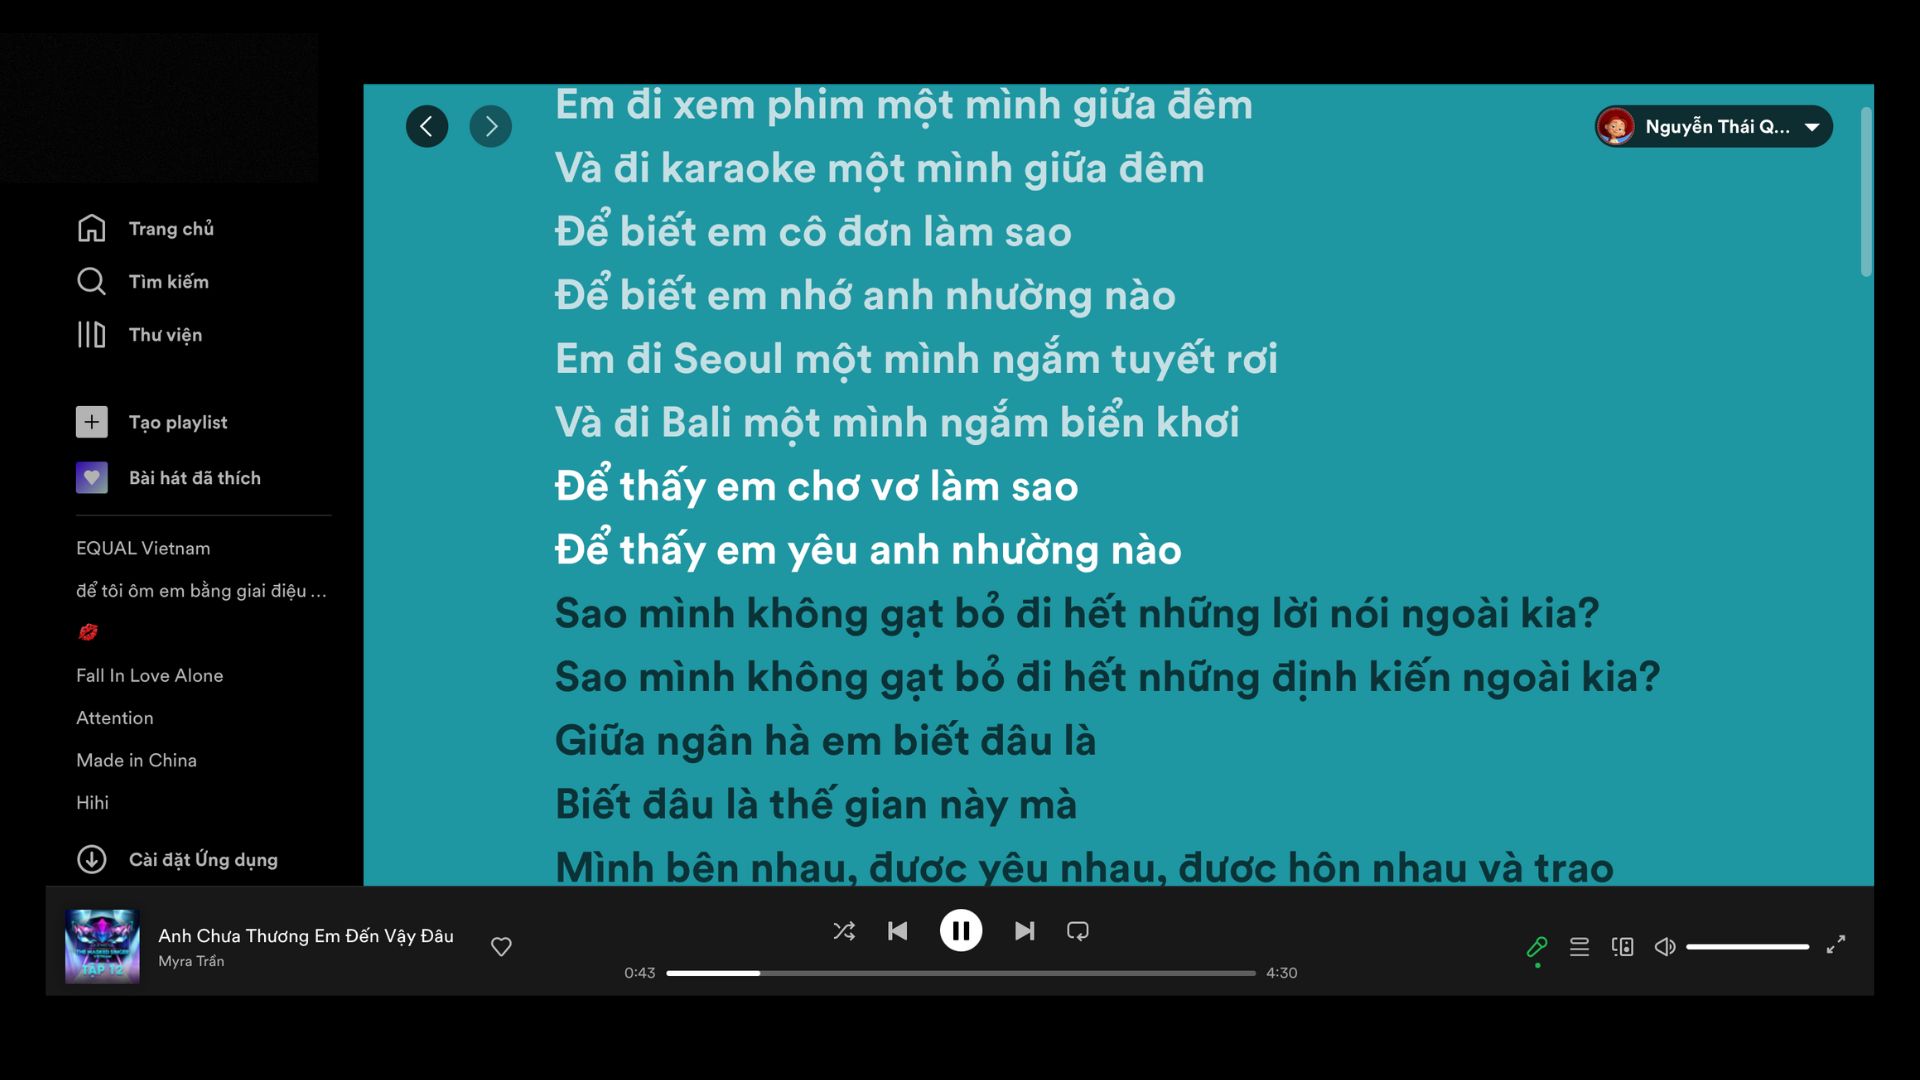 Em đi xem phim một mình giữa đêm
Và đi karaoke một mình giữa đêm
Để biết em cô đơn làm sao
Để biết em nhớ anh nhường nào
Em đi Seoul một mình ngắm tuyết rơi
Và đi Bali một mình ngắm biển khơi
Để thấy em chơ vơ làm sao
Để thấy em yêu anh nhường nào
Sao mình không gạt bỏ đi hết những lời nói ngoài kia?
Sao mình không gạt bỏ đi hết những định kiến ngoài kia?
Giữa ngân hà em biết đâu là
Biết đâu là thế gian này mà
Mình bên nhau, được yêu nhau, được hôn nhau và trao
Nguyễn Thái Q...
Trang chủ
Tìm kiếm
Thư viện
Tạo playlist
Bài hát đã thích
EQUAL Vietnam
để tôi ôm em bằng giai điệu ...
💋
Fall In Love Alone
Attention
Made in China
Hihi
Cài đặt Ứng dụng
THE MASKED SINGER
TẬP 12
Anh Chưa Thương Em Đến Vậy Đâu
Myra Trần
0:43
4:30